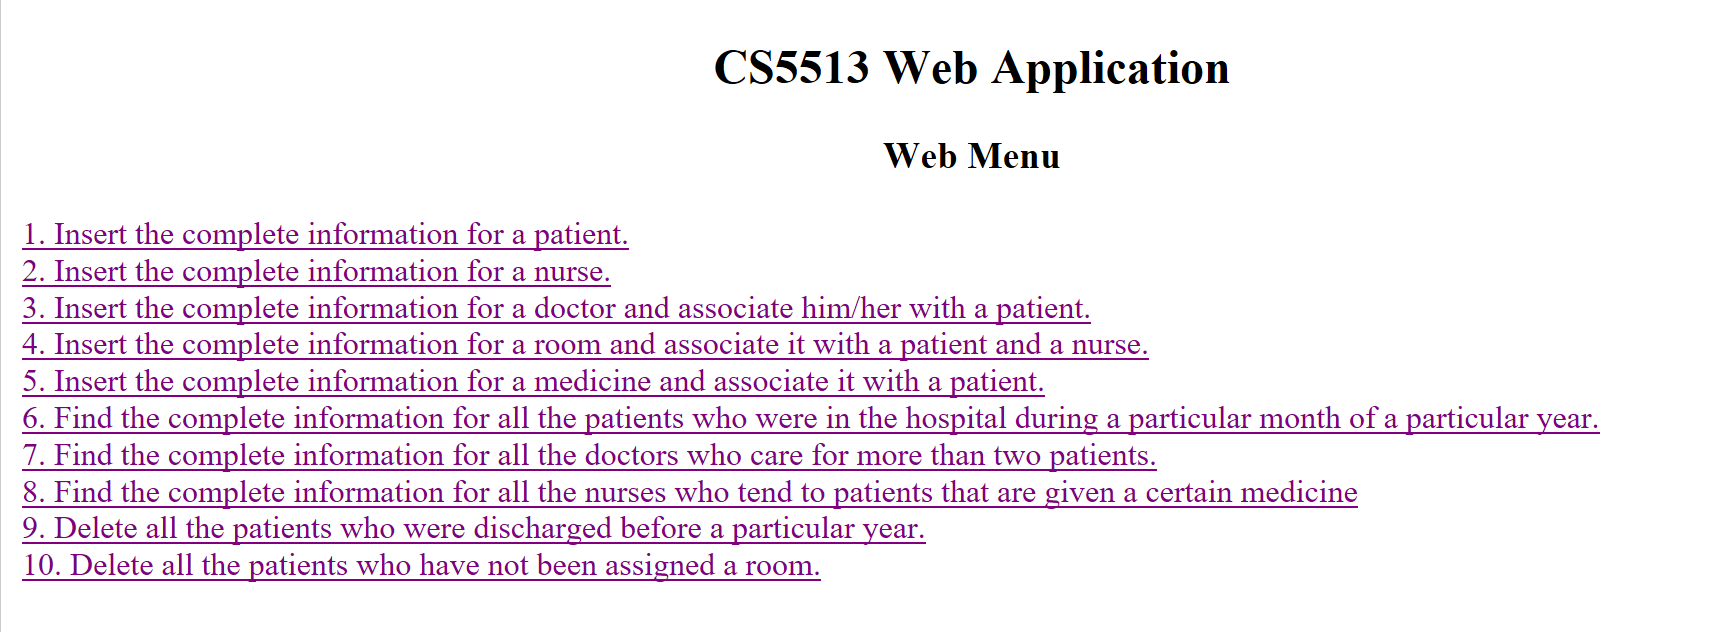 CS5513 Web Application
Web Menu
1. Insert the complete information for a patient.
2. Insert the complete information for a nurse.
3. Insert the complete information for a doctor and associate him/her with a patient.
4. Insert the complete information for a room and associate it with a patient and a nurse.
5. Insert the complete information for a medicine and associate it with a patient.
6. Find the complete information for all the patients who were in the hospital during a particular month of a particular year.
7. Find the complete information for all the doctors who care for more than two patients.
8. Find the complete information for all the nurses who tend to patients that are given a certain medicine
9. Delete all the patients who were discharged before a particular year.
10. Delete all the patients who have not been assigned a room.